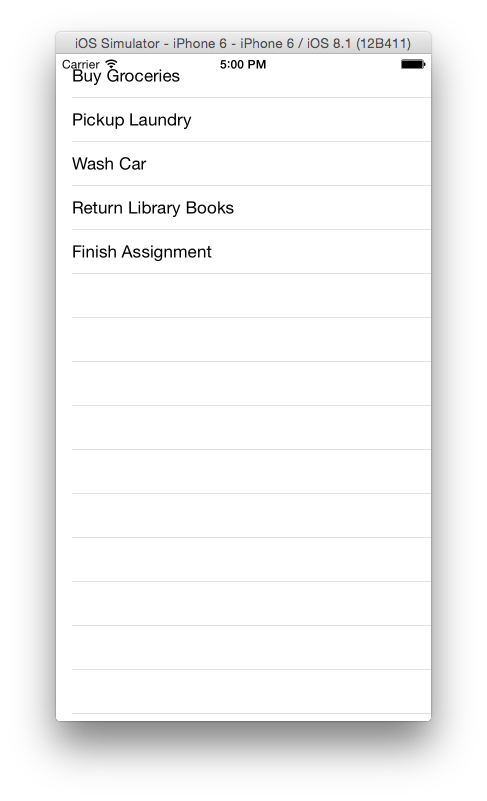 iOS Simulator - iPhone 6 - iPhone 6 / iOS 8.1 (12B411)
Carrier 5:00 PM
Buy Groceries
Pickup Laundry
Wash Car
Return Library Books
Finish Assignment